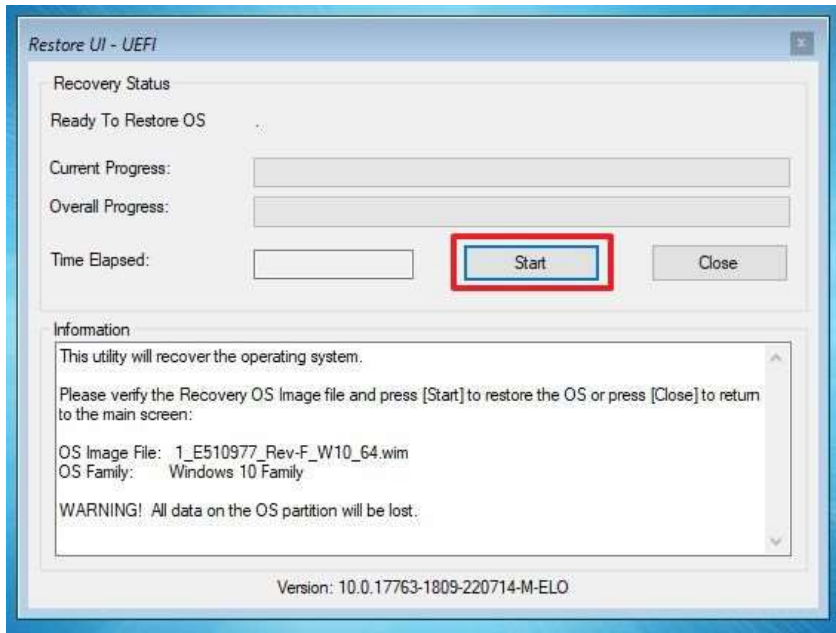 Restore UI - UEFI
x
Recovery Status
Ready To Restore OS .
Current Progress:
Overall Progress:
Time Elapsed:
Start
Close
Information
This utility will recover the operating system.
Please verify the Recovery OS Image file and press [Start] to restore the OS or press [Close] to return
to the main screen:
OS Image File: 1_E510977_Rev-F_W10_64.wim
OS Family: Windows 10 Family
WARNING! All data on the OS partition will be lost.
Version: 10.0.17763-1809-220714-M-ELO